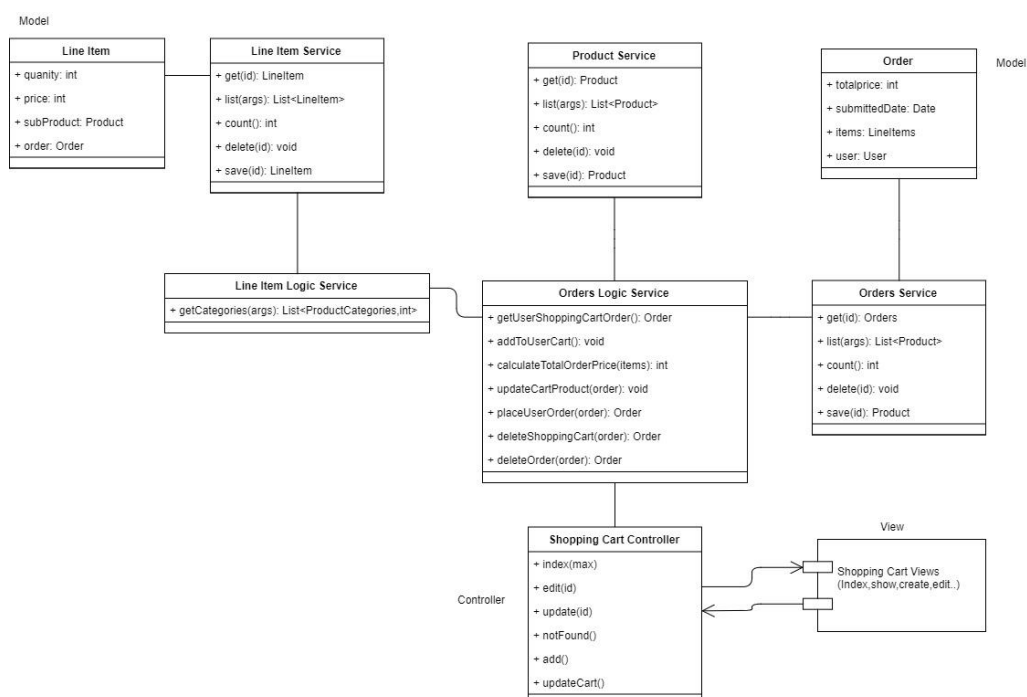 Model
Line Item
+ quanity: int
+ price: int
+ subProduct: Product
+ order: Order
Line Item Service
+ get(id): LineItem
+ list(args): List<LineItem>
+ count(): int
+ delete(id): void
+ save(id): LineItem
Product Service
+ get(id): Product
+ list(args): List<Product>
+ count(): int
+ delete(id): void
+ save(id): Product
Order
+ totalprice: int
+ submittedDate: Date
+ items: LineItems
+ user: User
Model
Line Item Logic Service
+ getCategories(args): List<ProductCategories,int>
Orders Logic Service
+ getUserShoppingCartOrder(): Order
+ addToUserCart(): void
+ calculateTotalOrderPrice(items): int
+ updateCartProduct(order): void
+ placeUserOrder(order): Order
+ deleteShoppingCart(order): Order
+ deleteOrder(order): Order
Orders Service
+ get(id): Orders
+ list(args): List<Product>
+ count(): int
+ delete(id): void
+ save(id): Product
Controller
Shopping Cart Controller
+ index(max)
+ edit(id)
+ update(id)
+ notFound()
+ add()
+ updateCart()
View
Shopping Cart Views
(Index,show,create,edit..)